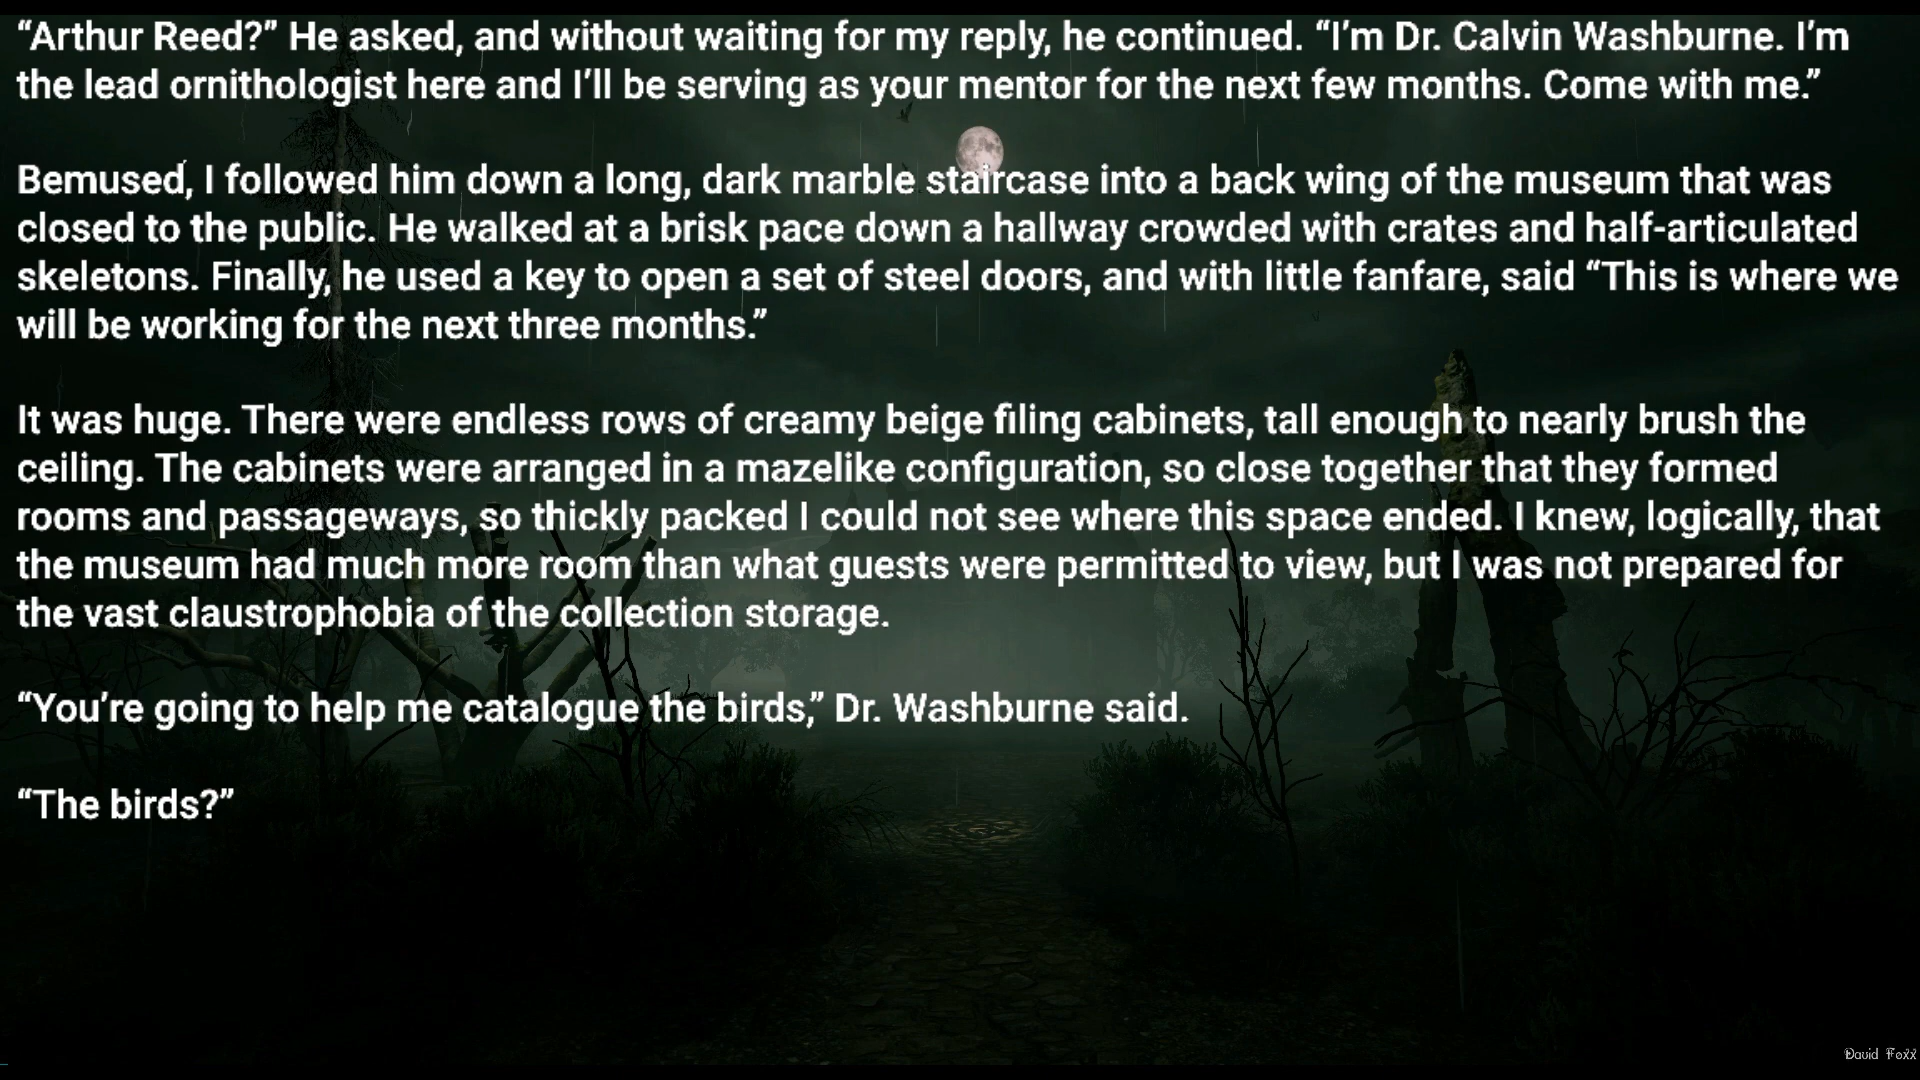 “Arthur Reed?” He asked, and without waiting for my reply, he continued. “I’m Dr. Calvin Washburne. I’m
the lead ornithologist here and I’ll be serving as your mentor for the next few months. Come with me.”
Bemused, I followed him down a long, dark marble staircase into a back wing of the museum that was
closed to the public. He walked at a brisk pace down a hallway crowded with crates and half-articulated
skeletons. Finally, he used a key to open a set of steel doors, and with little fanfare, said “This is where we
will be working for the next three months.”
It was huge. There were endless rows of creamy beige filing cabinets, tall enough to nearly brush the
ceiling. The cabinets were arranged in a mazelike configuration, so close together that they formed
rooms and passageways, so thickly packed I could not see where this space ended. I knew, logically, that
the museum had much more room than what guests were permitted to view, but I was not prepared for
the vast claustrophobia of the collection storage.
“You’re going to help me catalogue the birds,” Dr. Washburne said.
“The birds?”
David Foxx